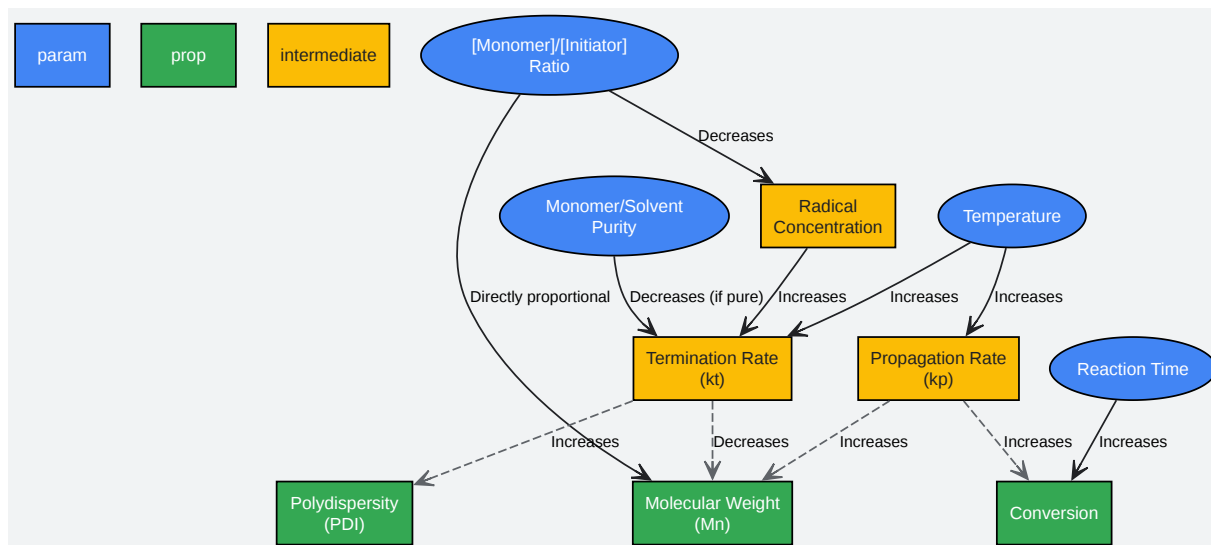 param
prop
intermediate
[Monomer]/[Initiator]
Ratio
Decreases
Monomer/Solvent
Purity
Radical
Concentration
Temperature
Directly proportional
Decreases (if pure)
Increases
Increases
Increases
Termination Rate
(kt)
Propagation Rate
(kp)
Reaction Time
Increases
Decreases
Increases
Increases
Increases
Polydispersity
(PDI)
Molecular Weight
(Mn)
Conversion